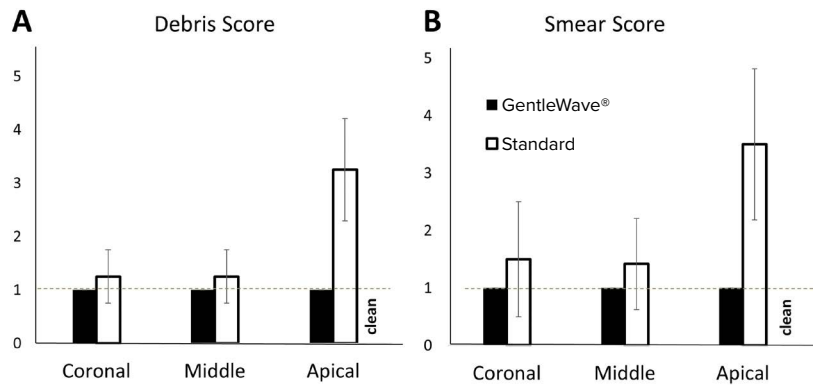 A
Debris Score
5
4
3
2
1
0
clean
Coronal Middle Apical
B
Smear Score
5
4
3
2
1
0
GentleWave®
Standard
clean
Coronal Middle Apical